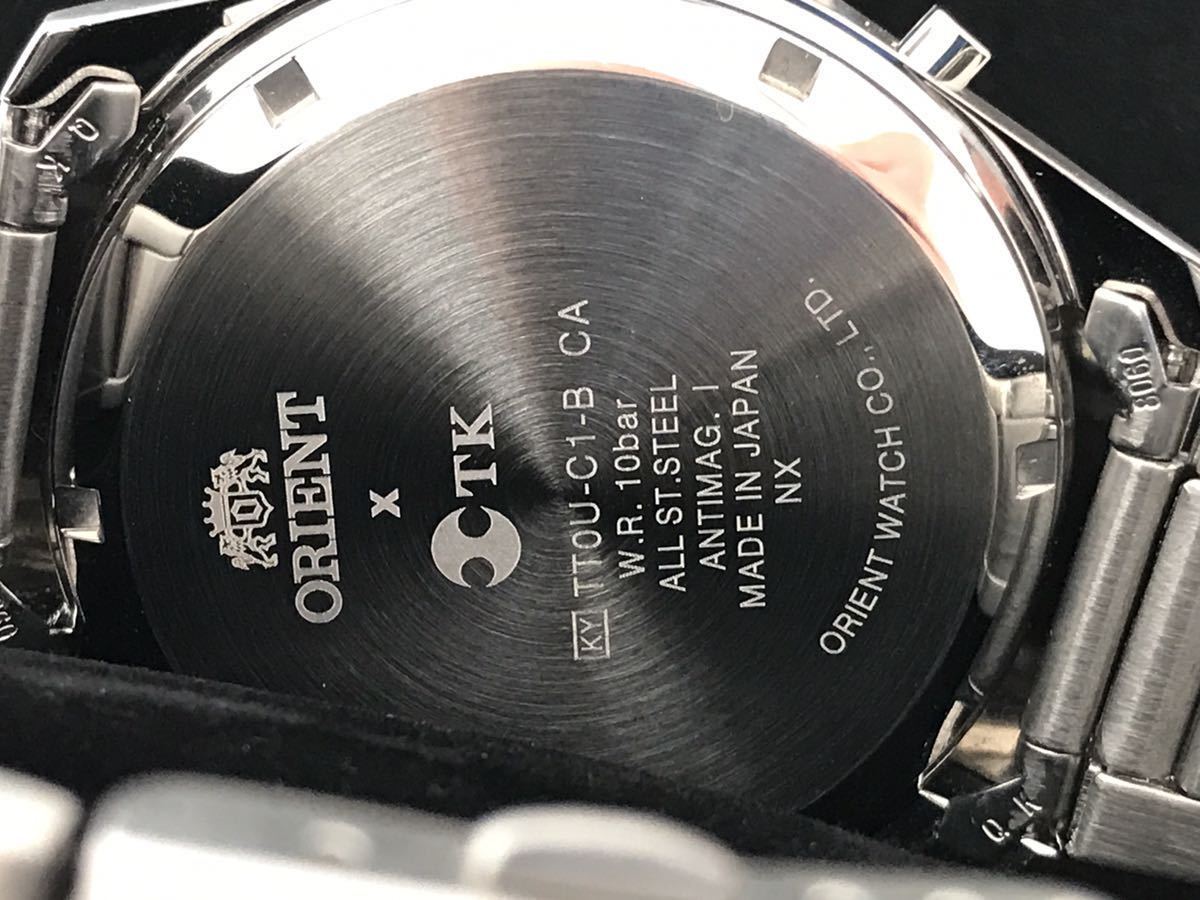 ORIENT
x
TK
KY TT0U-C1-B CA
W.R. 10bar
ALL ST.STEEL
ANTIMAG. I
MADE IN JAPAN
NX
ORIENT WATCH CO., LTD.
8060